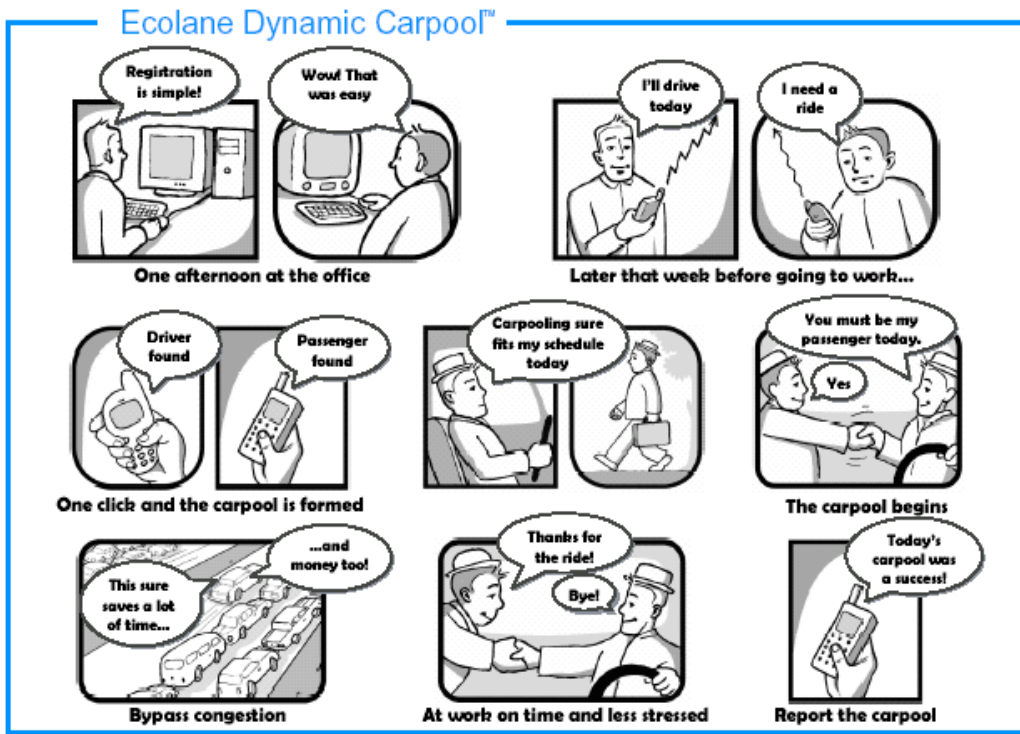 Ecolane Dynamic Carpool™
Registration
is simple!
Wow! That
was easy
One afternoon at the office
I'll drive
today
I need a
ride
Later that week before going to work...
Driver
found
Passenger
found
One click and the carpool is formed
Carpooling sure
fits my schedule
today
You must be my
passenger today.
Yes
The carpool begins
This sure
saves a lot
of time...
...and
money too!
Bypass congestion
Thanks for
the ride!
Bye!
At work on time and less stressed
Today's
carpool was
a success!
Report the carpool